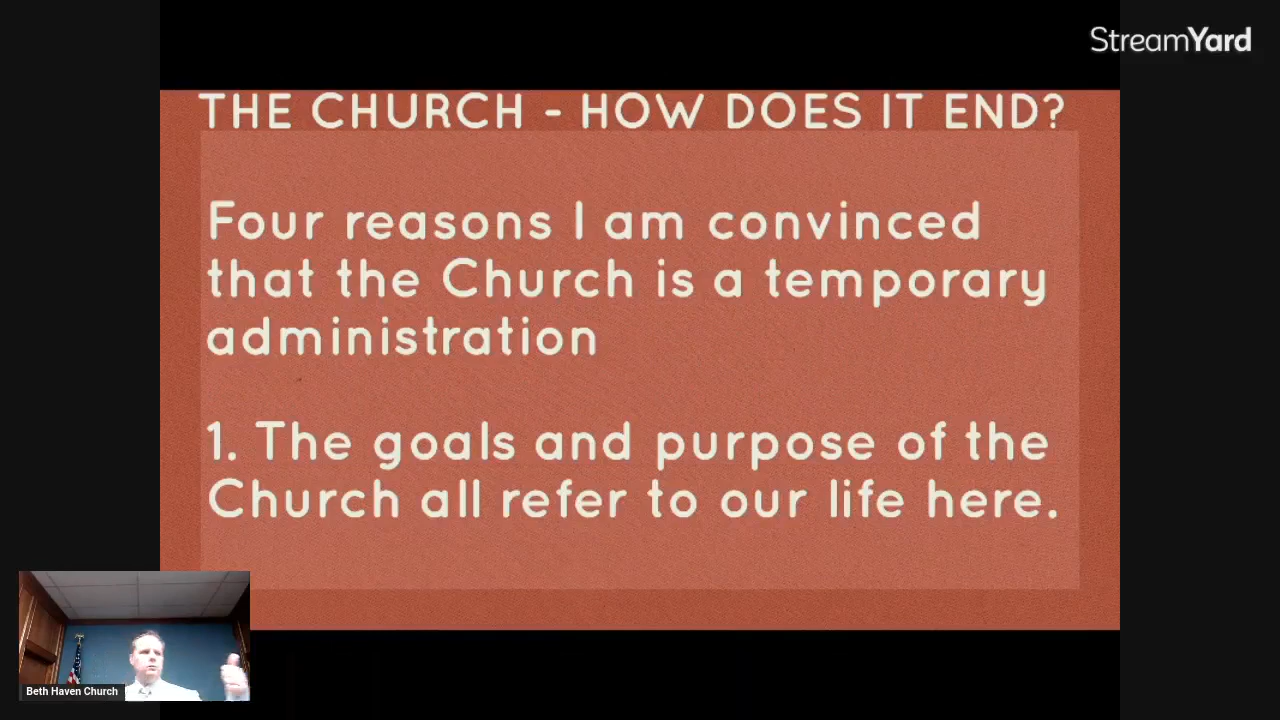 StreamYard
THE CHURCH - HOW DOES IT END?
Four reasons I am convinced
that the Church is a temporary
administration
1. The goals and purpose of the
Church all refer to our life here.
Beth Haven Church